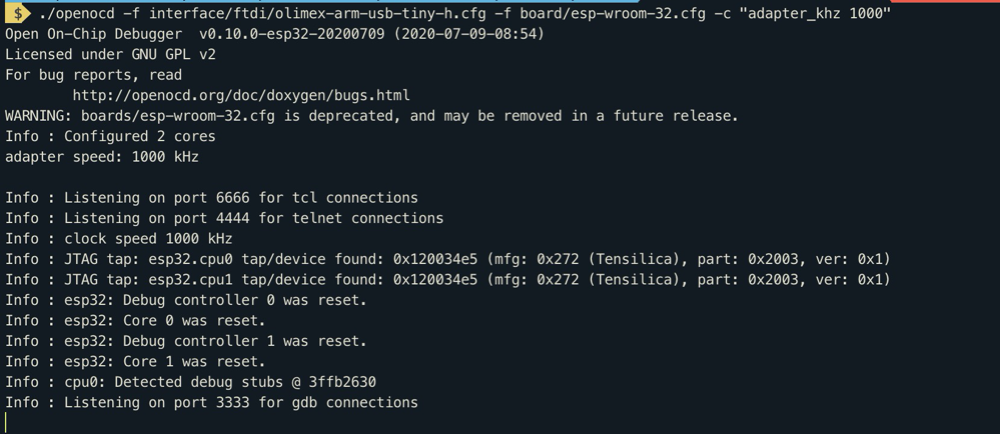 $ ./openocd -f interface/ftdi/olimex-arm-usb-tiny-h.cfg -f board/esp-wroom-32.cfg -c "adapter_khz 1000"
Open On-Chip Debugger  v0.10.0-esp32-20200709 (2020-07-09-08:54)
Licensed under GNU GPL v2
For bug reports, read
        http://openocd.org/doc/doxygen/bugs.html
WARNING: boards/esp-wroom-32.cfg is deprecated, and may be removed in a future release.
Info : Configured 2 cores
adapter speed: 1000 kHz
Info : Listening on port 6666 for tcl connections
Info : Listening on port 4444 for telnet connections
Info : clock speed 1000 kHz
Info : JTAG tap: esp32.cpu0 tap/device found: 0x120034e5 (mfg: 0x272 (Tensilica), part: 0x2003, ver: 0x1)
Info : JTAG tap: esp32.cpu1 tap/device found: 0x120034e5 (mfg: 0x272 (Tensilica), part: 0x2003, ver: 0x1)
Info : esp32: Debug controller 0 was reset.
Info : esp32: Core 0 was reset.
Info : esp32: Debug controller 1 was reset.
Info : esp32: Core 1 was reset.
Info : cpu0: Detected debug stubs @ 3ffb2630
Info : Listening on port 3333 for gdb connections